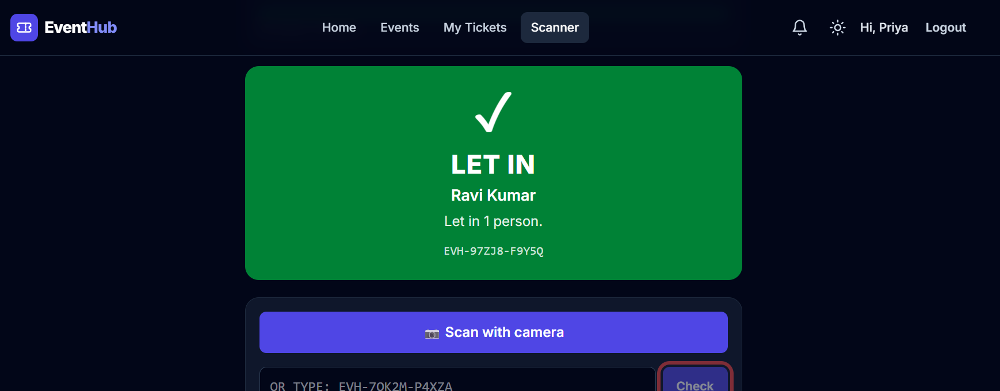 EventHub
Home
Events
My Tickets
Scanner
Hi, Priya
Logout
LET IN
Ravi Kumar
Let in 1 person.
EVH-97ZJ8-F9Y5Q
Scan with camera
OR TYPE: EVH-7QK2M-P4XZA
Check